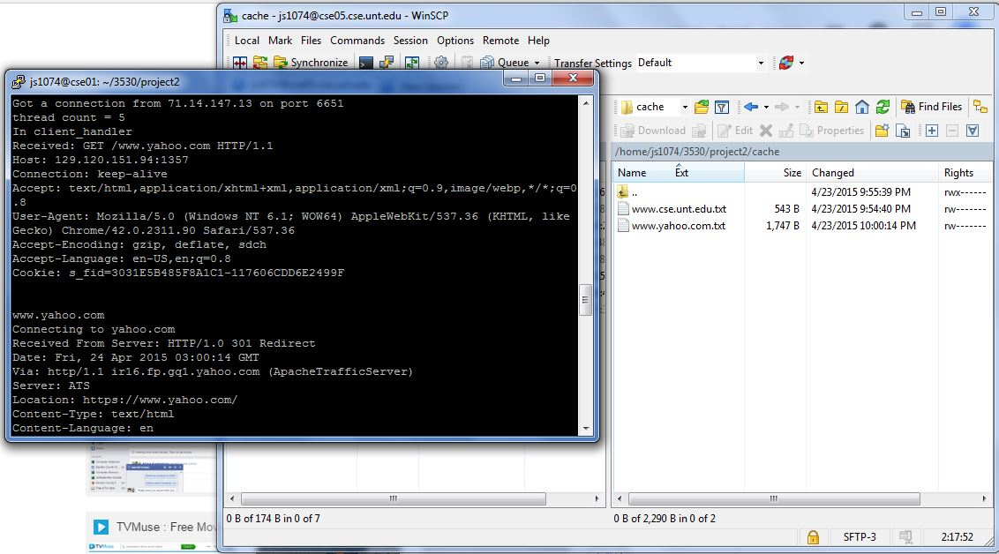 cache - js1074@cse05.cse.unt.edu - WinSCP
Local Mark Files Commands Session Options Remote Help
Synchronize Queue Transfer Settings Default
js1074@cse01: ~/3530/project2
Got a connection from 71.14.147.13 on port 6651
thread count = 5
In client_handler
Received: GET /www.yahoo.com HTTP/1.1
Host: 129.120.151.94:1357
Connection: keep-alive
Accept: text/html,application/xhtml+xml,application/xml;q=0.9,image/webp,*/*;q=0
.8
User-Agent: Mozilla/5.0 (Windows NT 6.1; WOW64) AppleWebKit/537.36 (KHTML, like
Gecko) Chrome/42.0.2311.90 Safari/537.36
Accept-Encoding: gzip, deflate, sdch
Accept-Language: en-US,en;q=0.8
Cookie: s_fid=3031E5B485F8A1C1-117606CDD6E2499F
www.yahoo.com
Connecting to yahoo.com
Received From Server: HTTP/1.0 301 Redirect
Date: Fri, 24 Apr 2015 03:00:14 GMT
Via: http/1.1 ir16.fp.gq1.yahoo.com (ApacheTrafficServer)
Server: ATS
Location: https://www.yahoo.com/
Content-Type: text/html
Content-Language: en
cache Find Files
Download Edit Properties
/home/js1074/3530/project2/cache
Name Ext Size Changed Rights
.. 4/23/2015 9:55:39 PM rwx------
www.cse.unt.edu.txt 543 B 4/23/2015 9:54:40 PM rw-------
www.yahoo.com.txt 1,747 B 4/23/2015 10:00:14 PM rw-------
0 B of 174 B in 0 of 7
0 B of 2,290 B in 0 of 2
SFTP-3 2:17:52
TVMuse : Free Mov